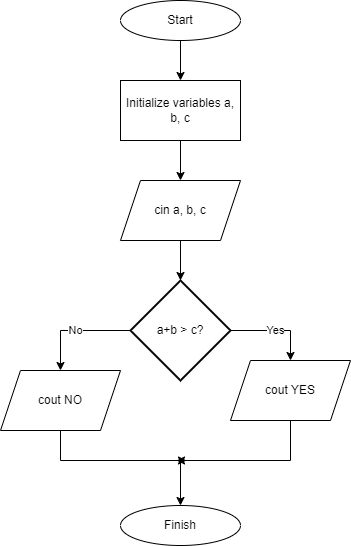 Start
Initialize variables a,
b, c
cin a, b, c
a+b > c?
No
Yes
cout NO
cout YES
Finish